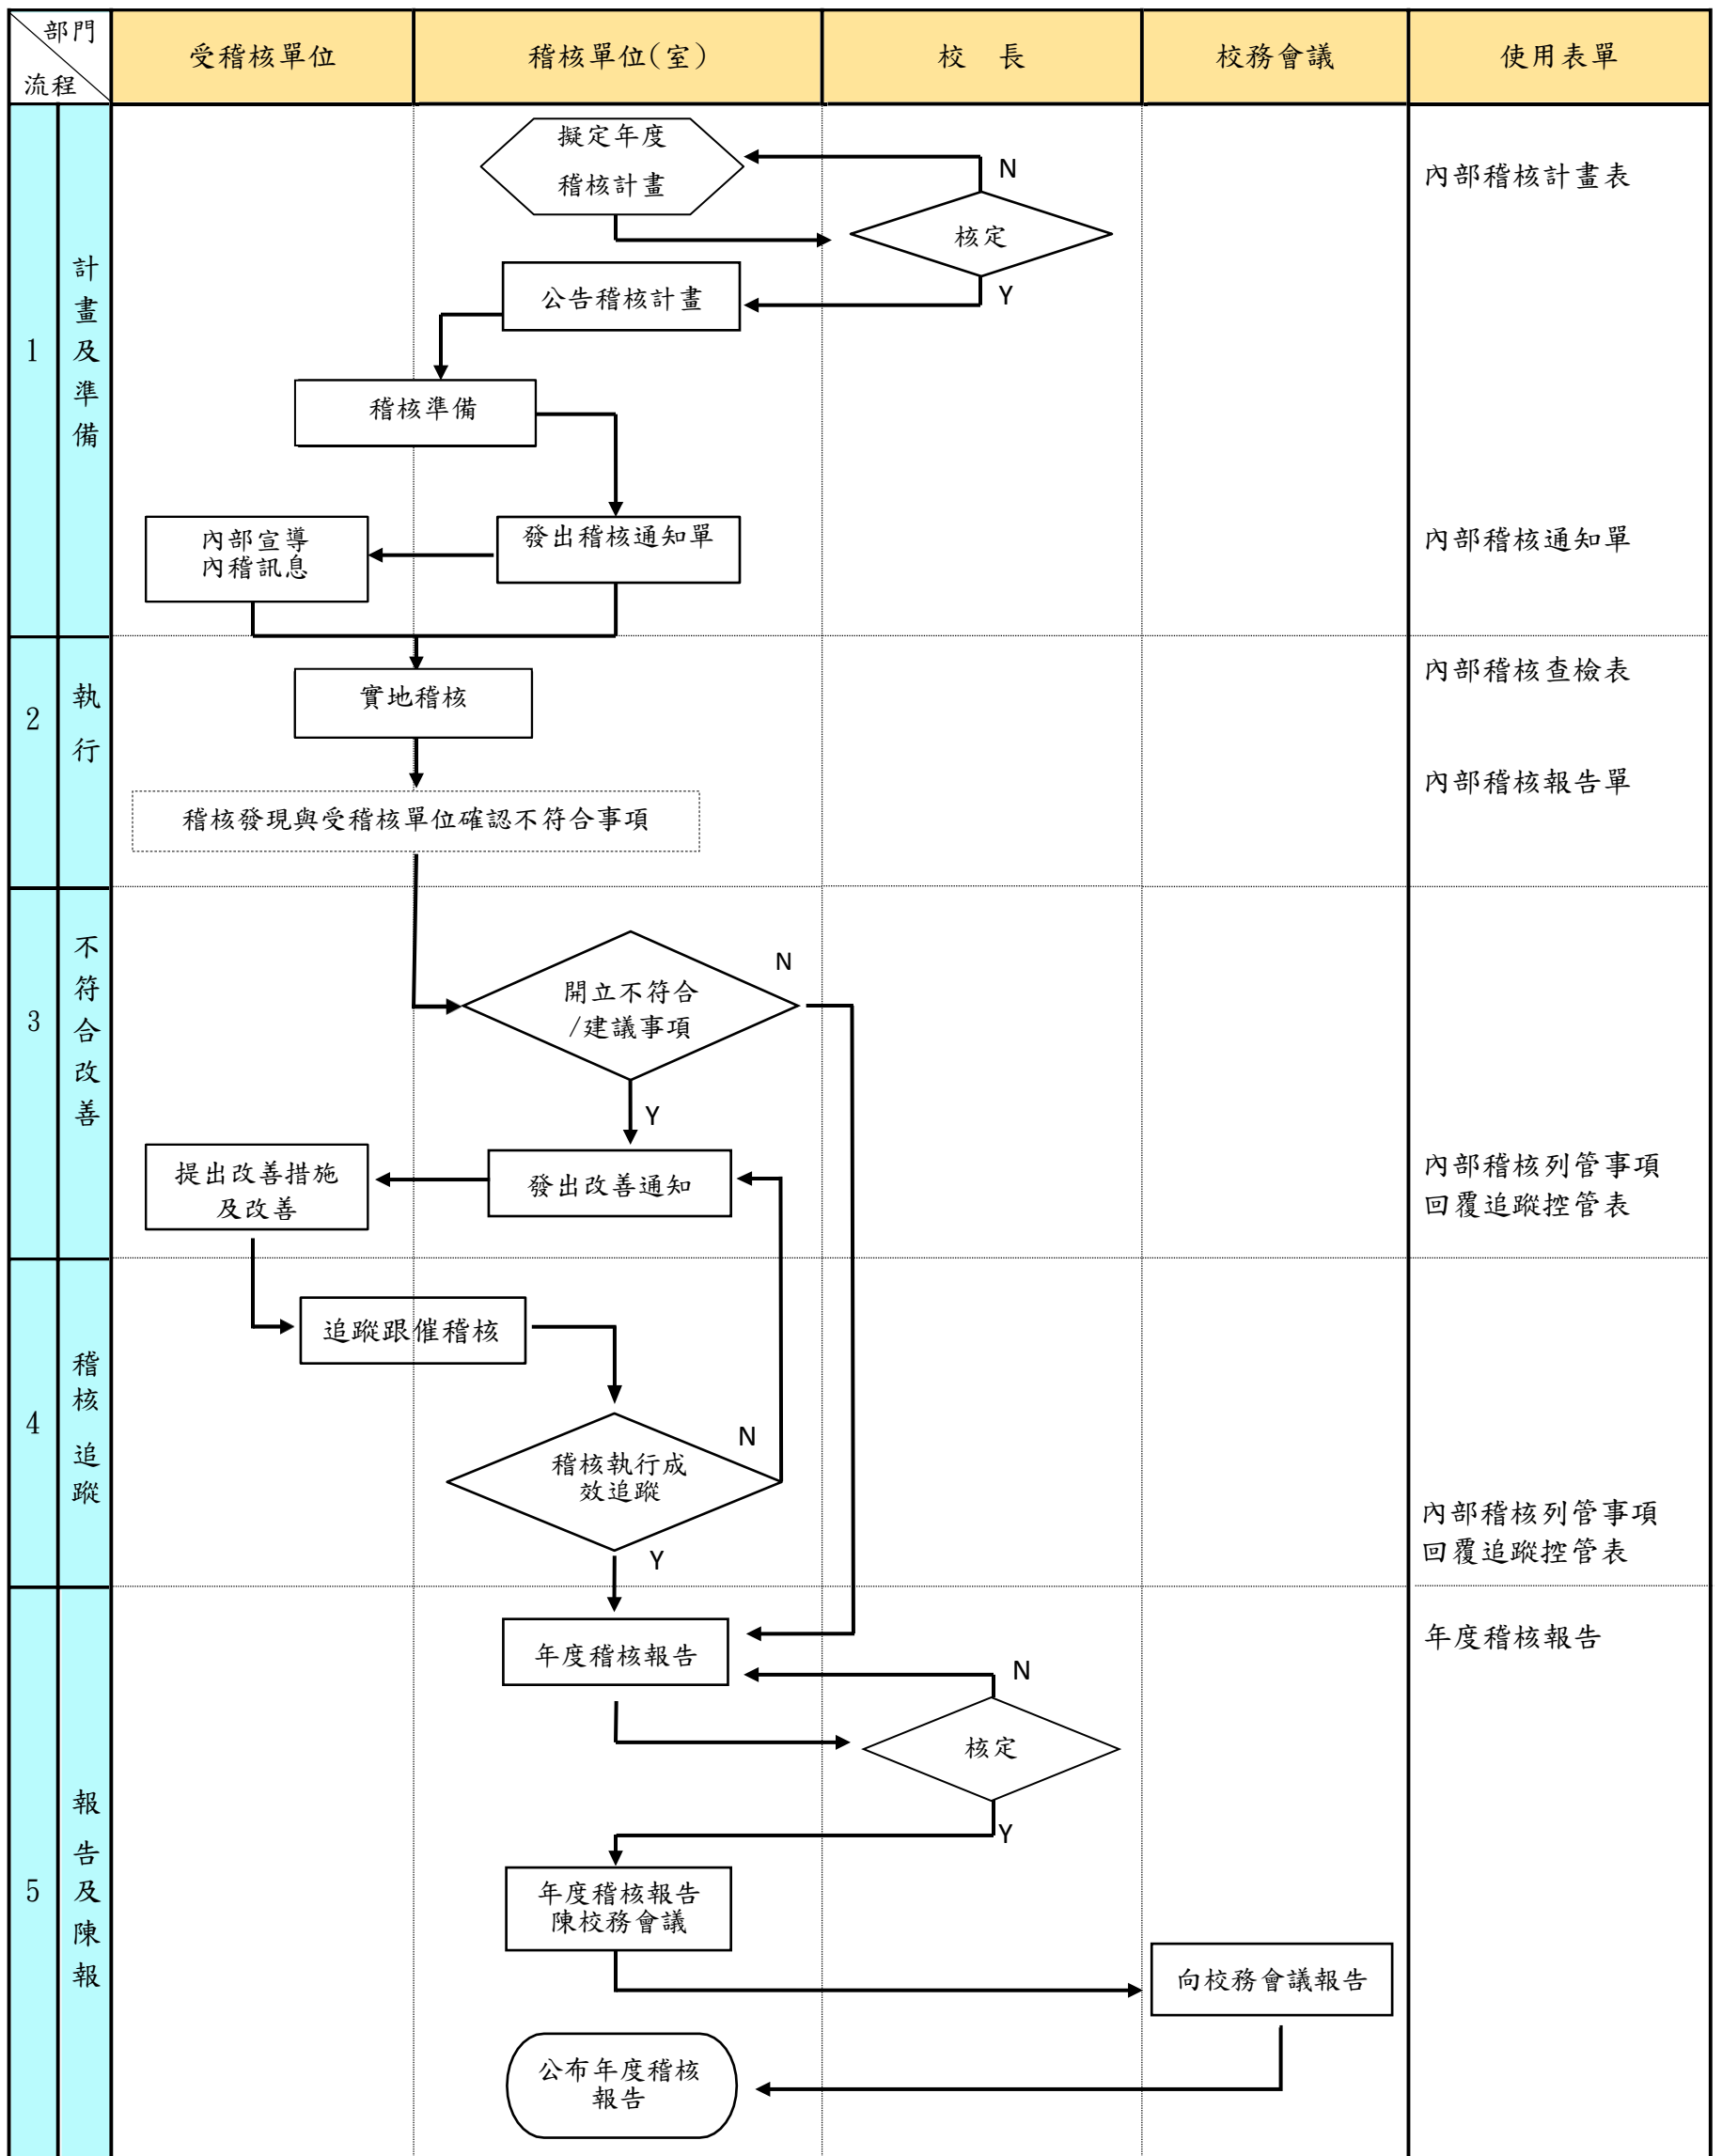 部門
流程
受稽核單位
稽核單位(室)
校　長
校務會議
使用表單
1
計畫及準備
擬定年度
稽核計畫
N
核定
Y
公告稽核計畫
稽核準備
發出稽核通知單
內部宣導
內稽訊息
內部稽核計畫表
內部稽核通知單
2
執行
實地稽核
稽核發現與受稽核單位確認不符合事項
內部稽核查檢表
內部稽核報告單
3
不符合改善
開立不符合
/建議事項
N
Y
發出改善通知
提出改善措施
及改善
內部稽核列管事項
回覆追蹤控管表
4
稽核追蹤
追蹤跟催稽核
稽核執行成
效追蹤
N
Y
內部稽核列管事項
回覆追蹤控管表
5
報告及陳報
年度稽核報告
N
核定
Y
年度稽核報告
陳校務會議
向校務會議報告
公布年度稽核
報告
年度稽核報告